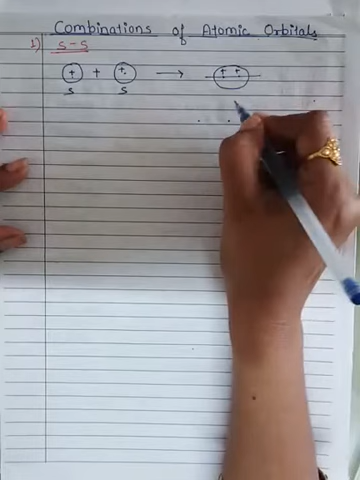 Combinations of Atomic Orbitals
1) s-s
+ + + → + +
s s